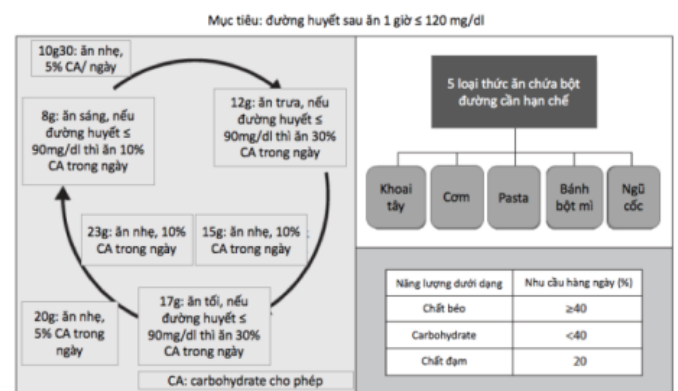 Mục tiêu: đường huyết sau ăn 1 giờ ≤ 120 mg/dl
10g30: ăn nhẹ,
5% CA/ ngày
8g: ăn sáng, nếu
đường huyết ≤
90mg/dl thì ăn 10%
CA trong ngày
12g: ăn trưa, nếu
đường huyết ≤
90mg/dl thì ăn 30%
CA trong ngày
23g: ăn nhẹ, 10%
CA trong ngày
15g: ăn nhẹ, 10%
CA trong ngày
20g: ăn nhẹ,
5% CA trong
ngày
17g: ăn tối, nếu
đường huyết ≤
90mg/dl thì ăn 30%
CA trong ngày
CA: carbohydrate cho phép
5 loại thức ăn chứa bột
đường cần hạn chế
Khoai
tây
Cơm
Pasta
Bánh
bột mì
Ngũ
cốc
Năng lượng dưới dạng
Nhu cầu hàng ngày (%)
Chất béo
≥40
Carbohydrate
<40
Chất đạm
20